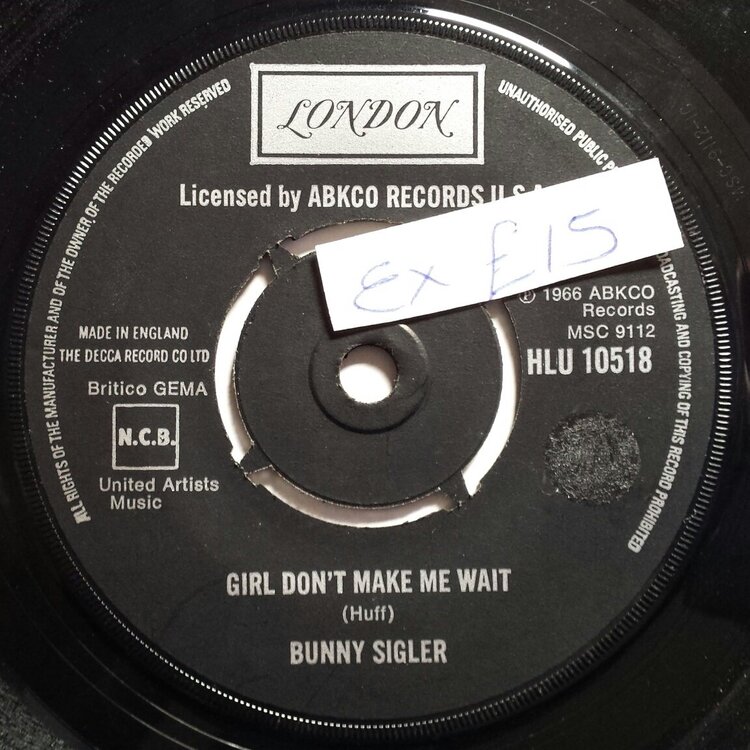 ALL RIGHTS OF THE MANUFACTURER AND OF THE OWNER OF THE RECORDED WORK RESERVED
LONDON
UNAUTHORISED PUBLIC
BROADCASTING AND COPYING OF THIS RECORD PROHIBITED
Licensed by ABKCO RECORDS U.S.A.
Ex £15
MADE IN ENGLAND
THE DECCA RECORD CO LTD
Britico GEMA
N.C.B.
United Artists
Music
℗ 1966 ABKCO
Records
MSC 9112
HLU 10518
GIRL DON'T MAKE ME WAIT
(Huff)
BUNNY SIGLER